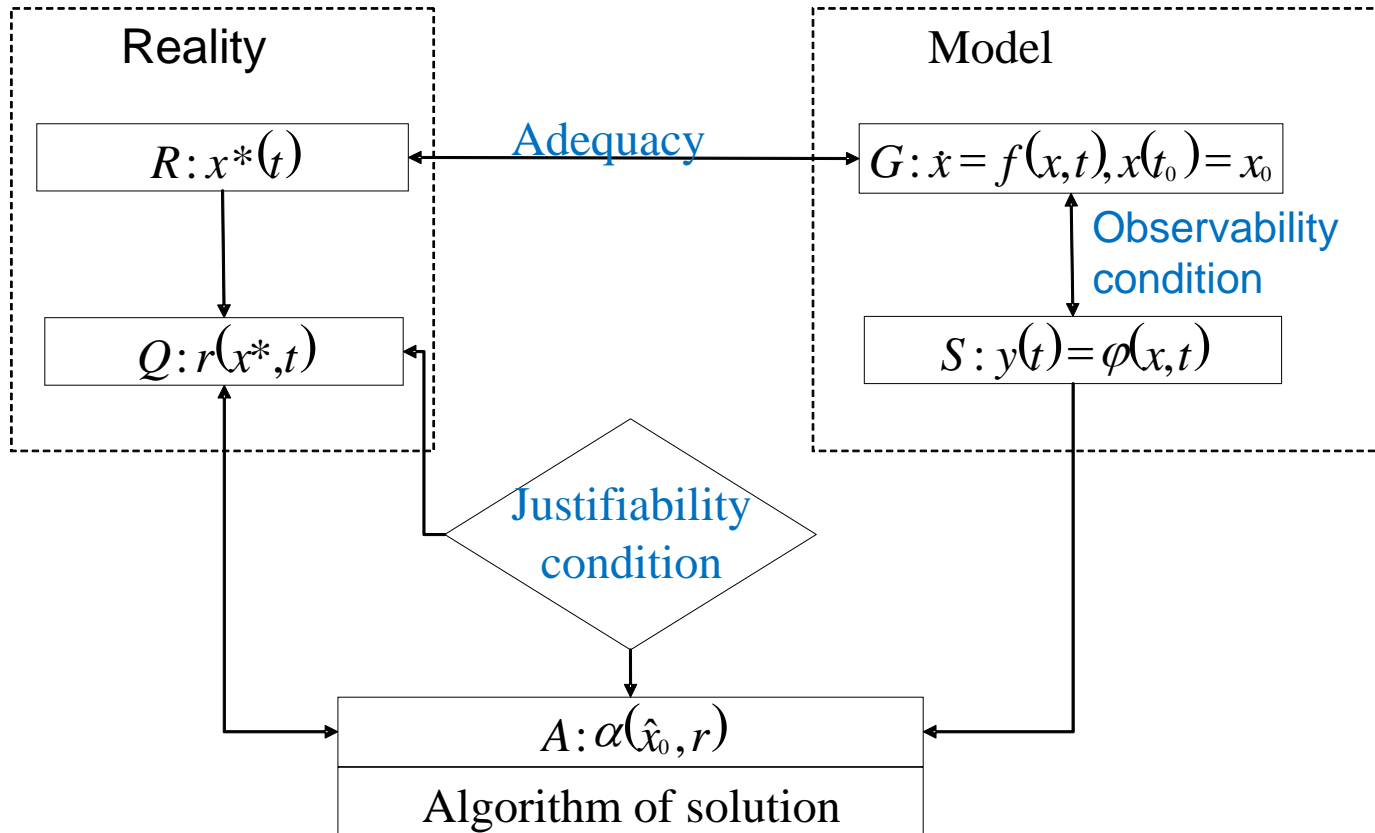 Reality
Model
R: x*(t)
Adequacy
G: ẋ = f(x,t), x(t₀) = x₀
Observability
condition
Q: r(x*,t)
S: y(t) = φ(x,t)
Justifiability
condition
A: α(x̂₀, r)
Algorithm of solution